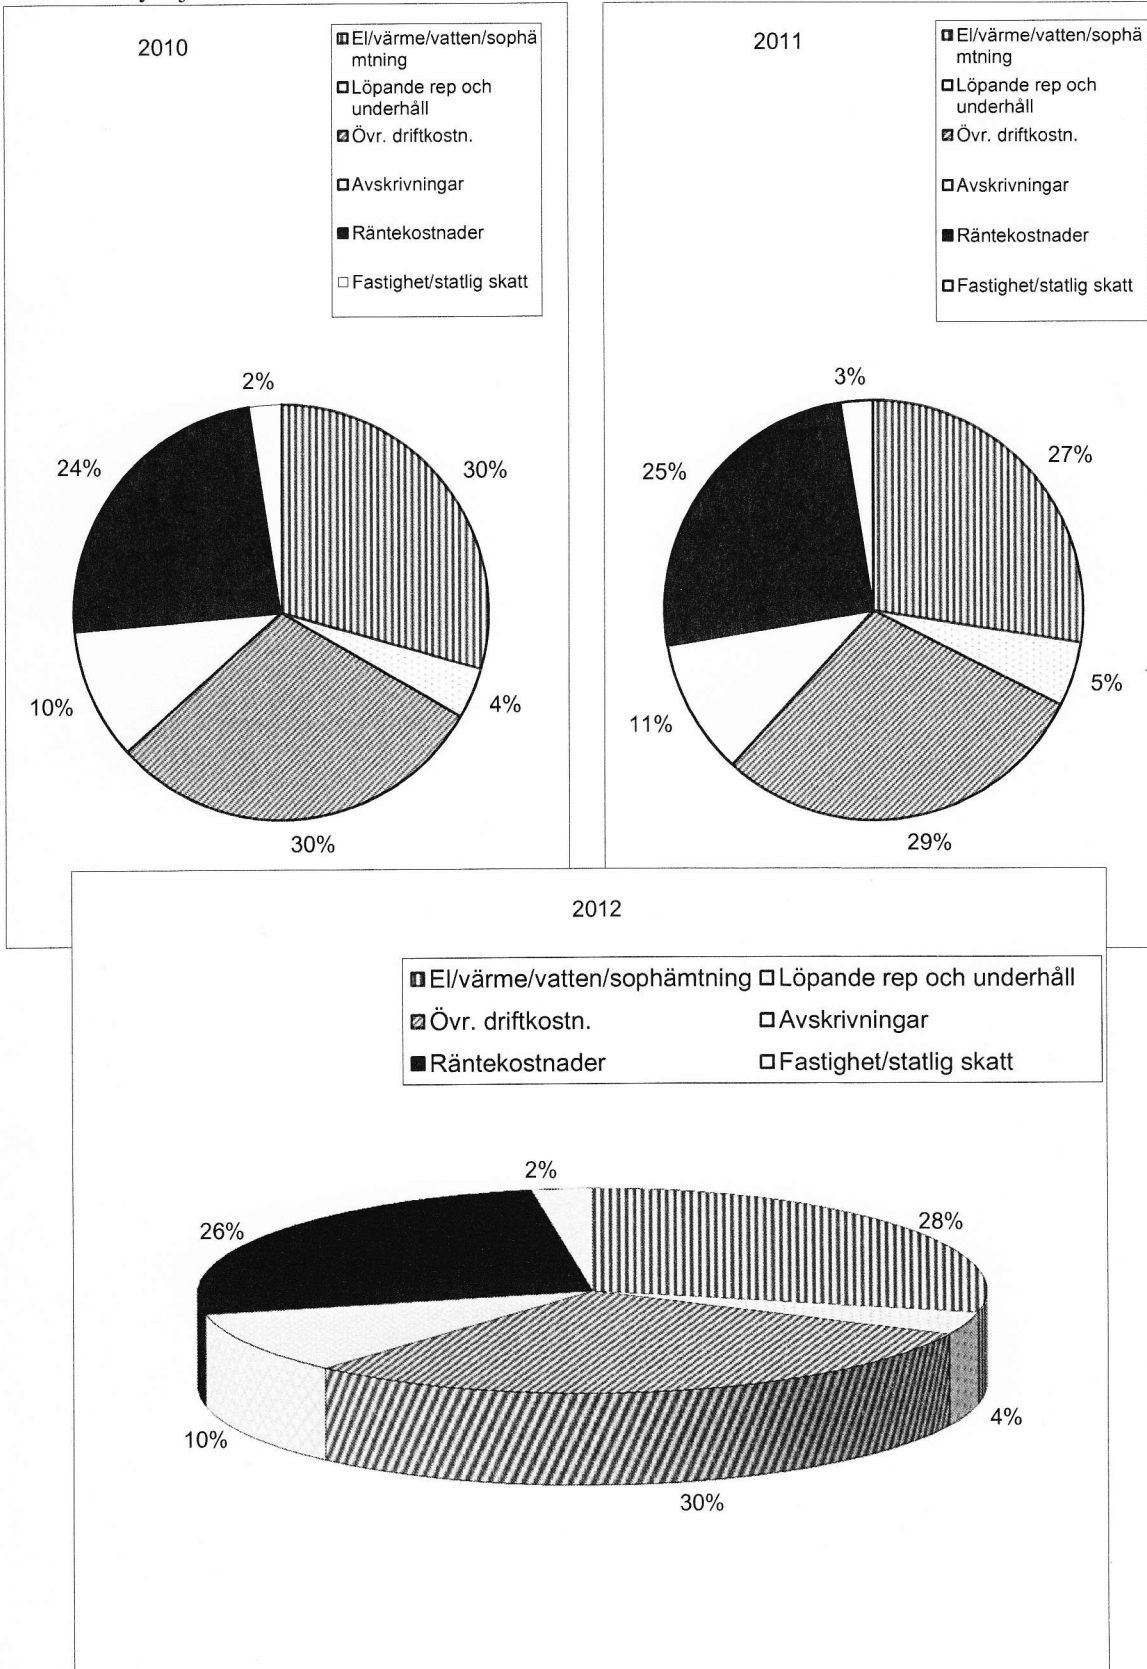 2010
El/värme/vatten/sophä
mtning
Löpande rep och
underhåll
Övr. driftkostn.
Avskrivningar
Räntekostnader
Fastighet/statlig skatt
2%
24%
30%
10%
4%
30%
2011
El/värme/vatten/sophä
mtning
Löpande rep och
underhåll
Övr. driftkostn.
Avskrivningar
Räntekostnader
Fastighet/statlig skatt
3%
25%
27%
11%
5%
29%
2012
El/värme/vatten/sophämtning Löpande rep och underhåll
Övr. driftkostn. Avskrivningar
Räntekostnader Fastighet/statlig skatt
2%
26%
28%
10%
4%
30%